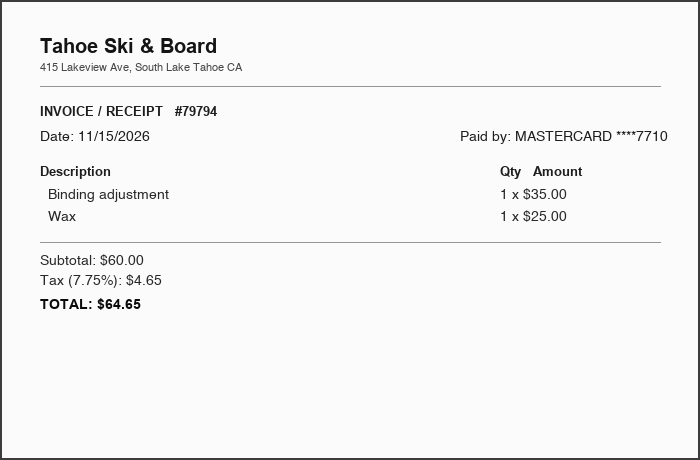 Tahoe Ski & Board
415 Lakeview Ave, South Lake Tahoe CA
INVOICE / RECEIPT #79794
Date: 11/15/2026 Paid by: MASTERCARD ****7710
Description Qty Amount
Binding adjustment 1 x $35.00
Wax 1 x $25.00
Subtotal: $60.00
Tax (7.75%): $4.65
TOTAL: $64.65